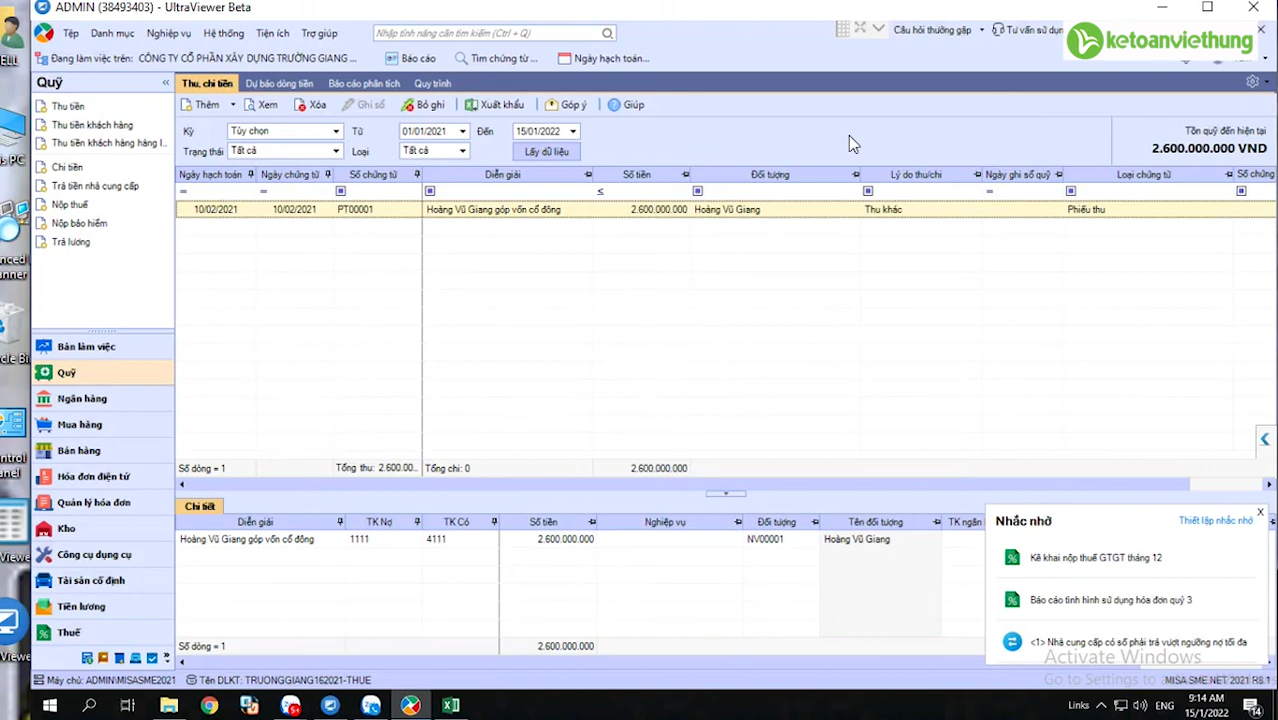 ADMIN (38493403) - UltraViewer Beta
Tệp Danh mục Nghiệp vụ Hệ thống Tiện ích Trợ giúp
Nhập tính năng cần tìm kiếm (Ctrl + Q)
Câu hỏi thường gặp
Tư vấn sử dụng
ketoanviethung
Đang làm việc trên: CÔNG TY CỔ PHẦN XÂY DỰNG TRƯỜNG GIANG ...
Báo cáo Tìm chứng từ ... Ngày hạch toán...
Quỹ
Thu, chi tiền Dự báo dòng tiền Báo cáo phân tích Quy trình
Thêm Xem Xóa Ghi sổ Bỏ ghi Xuất khẩu Góp ý Giúp
Kỳ Tùy chọn Từ 01/01/2021 Đến 15/01/2022
Trạng thái Tất cả Loại Tất cả Lấy dữ liệu
Tồn quỹ đến hiện tại
2.600.000.000 VND
Thu tiền
Thu tiền khách hàng
Thu tiền khách hàng hàng l...
Chi tiền
Trả tiền nhà cung cấp
Nộp thuế
Nộp bảo hiểm
Trả lương
Ngày hạch toán Ngày chứng từ Số chứng từ Diễn giải Số tiền Đối tượng Lý do thu/chi Ngày ghi sổ quỹ Loại chứng từ Số chứng
= = ≤ =
10/02/2021 10/02/2021 PT00001 Hoàng Vũ Giang góp vốn cổ đông 2.600.000.000 Hoàng Vũ Giang Thu khác Phiếu thu
Số dòng = 1 Tổng thu: 2.600.00... Tổng chi: 0 2.600.000.000
Bàn làm việc
Quỹ
Ngân hàng
Mua hàng
Bán hàng
Hóa đơn điện tử
Quản lý hóa đơn
Kho
Công cụ dụng cụ
Tài sản cố định
Tiền lương
Thuế
Chi tiết
Diễn giải TK Nợ TK Có Số tiền Nghiệp vụ Đối tượng Tên đối tượng TK ngân
Hoàng Vũ Giang góp vốn cổ đông 1111 4111 2.600.000.000 NV00001 Hoàng Vũ Giang
Số dòng = 1 2.600.000.000
Nhắc nhở Thiết lập nhắc nhở X
Kê khai nộp thuế GTGT tháng 12
Báo cáo tình hình sử dụng hóa đơn quý 3
<1> Nhà cung cấp có số phải trả vượt ngưỡng nợ tối đa
Activate Windows
Go to Settings to activate Windows.
Máy chủ: ADMIN\MISASME2021 Tên DLKT: TRUONGGIANG162021-THUE
MISA SME.NET 2021 R8.1
Links ENG
9:14 AM
15/1/2022
14